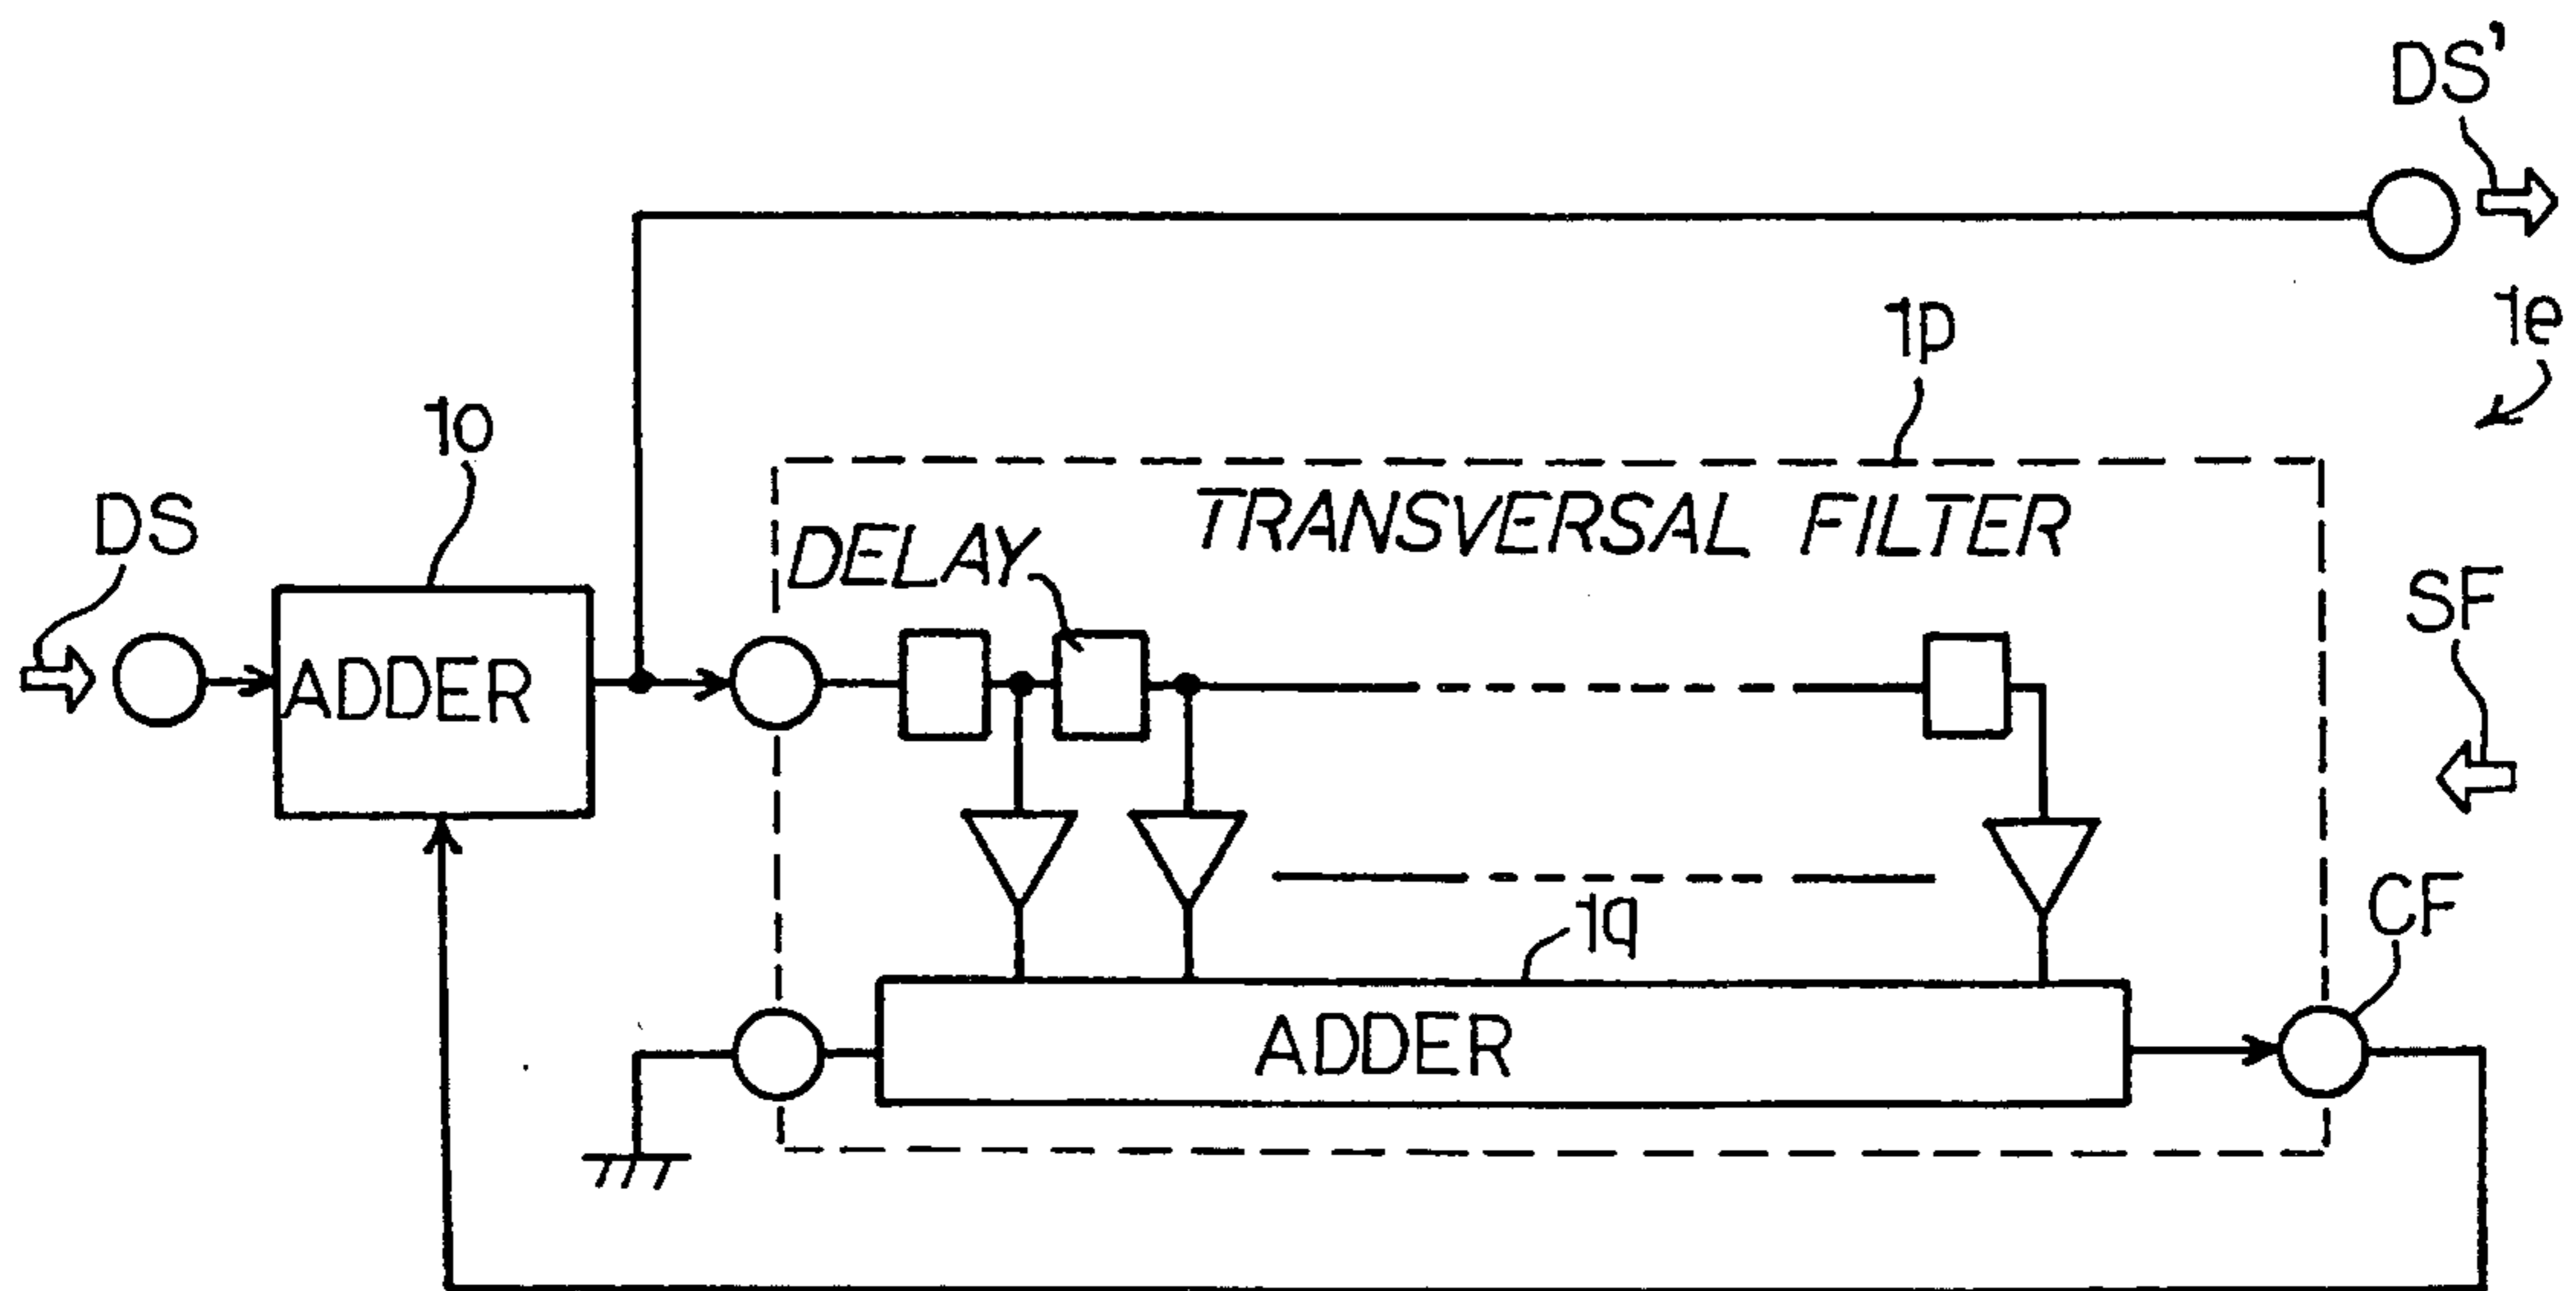 DS'
1e
1p
1o
DS
TRANSVERSAL FILTER
DELAY
SF
ADDER
CF
1q
ADDER